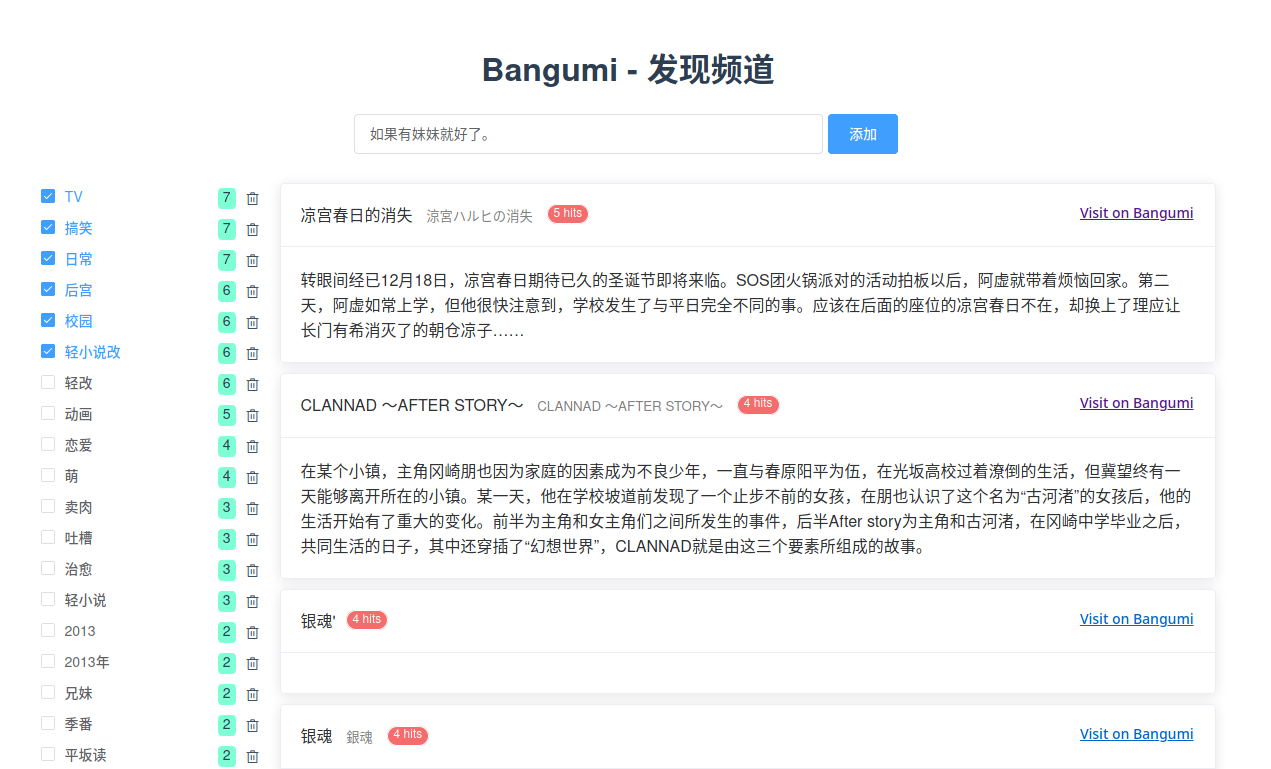 Bangumi - 发现频道
如果有妹妹就好了。 添加
TV 7
搞笑 7
日常 7
后宫 6
校园 6
轻小说改 6
轻改 6
动画 5
恋爱 4
萌 4
卖肉 3
吐槽 3
治愈 3
轻小说 3
2013 2
2013年 2
兄妹 2
季番 2
平坂读 2
凉宫春日的消失 涼宮ハルヒの消失 5 hits Visit on Bangumi
转眼间经已12月18日，凉宫春日期待已久的圣诞节即将来临。SOS团火锅派对的活动拍板以后，阿虚就带着烦恼回家。第二
天，阿虚如常上学，但他很快注意到，学校发生了与平日完全不同的事。应该在后面的座位的凉宫春日不在，却换上了理应让
长门有希消灭了的朝仓凉子……
CLANNAD 〜AFTER STORY〜 CLANNAD 〜AFTER STORY〜 4 hits Visit on Bangumi
在某个小镇，主角冈崎朋也因为家庭的因素成为不良少年，一直与春原阳平为伍，在光坂高校过着潦倒的生活，但冀望终有一
天能够离开所在的小镇。某一天，他在学校坡道前发现了一个止步不前的女孩，在朋也认识了这个名为“古河渚”的女孩后，他的
生活开始有了重大的变化。前半为主角和女主角们之间所发生的事件，后半After story为主角和古河渚，在冈崎中学毕业之后，
共同生活的日子，其中还穿插了“幻想世界”，CLANNAD就是由这三个要素所组成的故事。
银魂' 4 hits Visit on Bangumi
银魂 銀魂 4 hits Visit on Bangumi